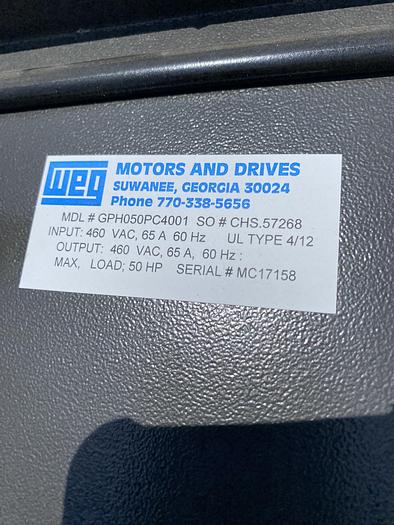 weg
MOTORS AND DRIVES
SUWANEE, GEORGIA 30024
Phone 770-338-5656
MDL # GPH050PC4001 SO # CHS.57268
INPUT: 460 VAC, 65 A 60 Hz UL TYPE 4/12
OUTPUT: 460 VAC, 65 A, 60 Hz :
MAX, LOAD; 50 HP SERIAL # MC17158